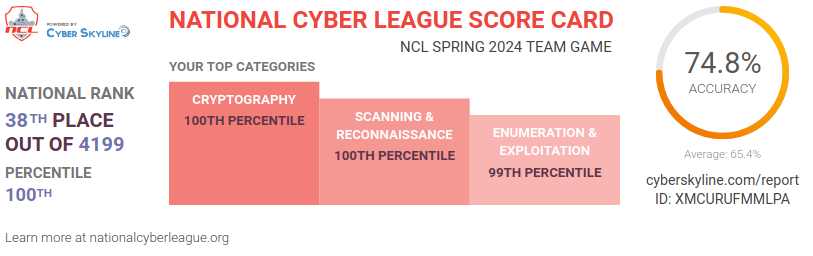 NCL
POWERED BY
CYBER SKYLINE
NATIONAL CYBER LEAGUE SCORE CARD
NCL SPRING 2024 TEAM GAME
NATIONAL RANK
38TH PLACE
OUT OF 4199
PERCENTILE
100TH
YOUR TOP CATEGORIES
CRYPTOGRAPHY
100TH PERCENTILE
SCANNING &
RECONNAISSANCE
100TH PERCENTILE
ENUMERATION &
EXPLOITATION
99TH PERCENTILE
74.8%
ACCURACY
Average: 65.4%
cyberskyline.com/report
ID: XMCURUFMMLPA
Learn more at nationalcyberleague.org